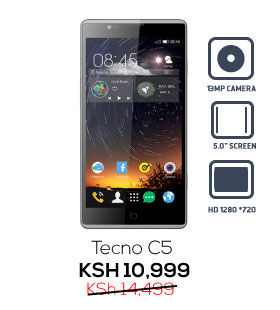 08:45
13MP CAMERA
5.0" SCREEN
HD 1280 *720
Tecno C5
KSH 10,999
KSh 14,499